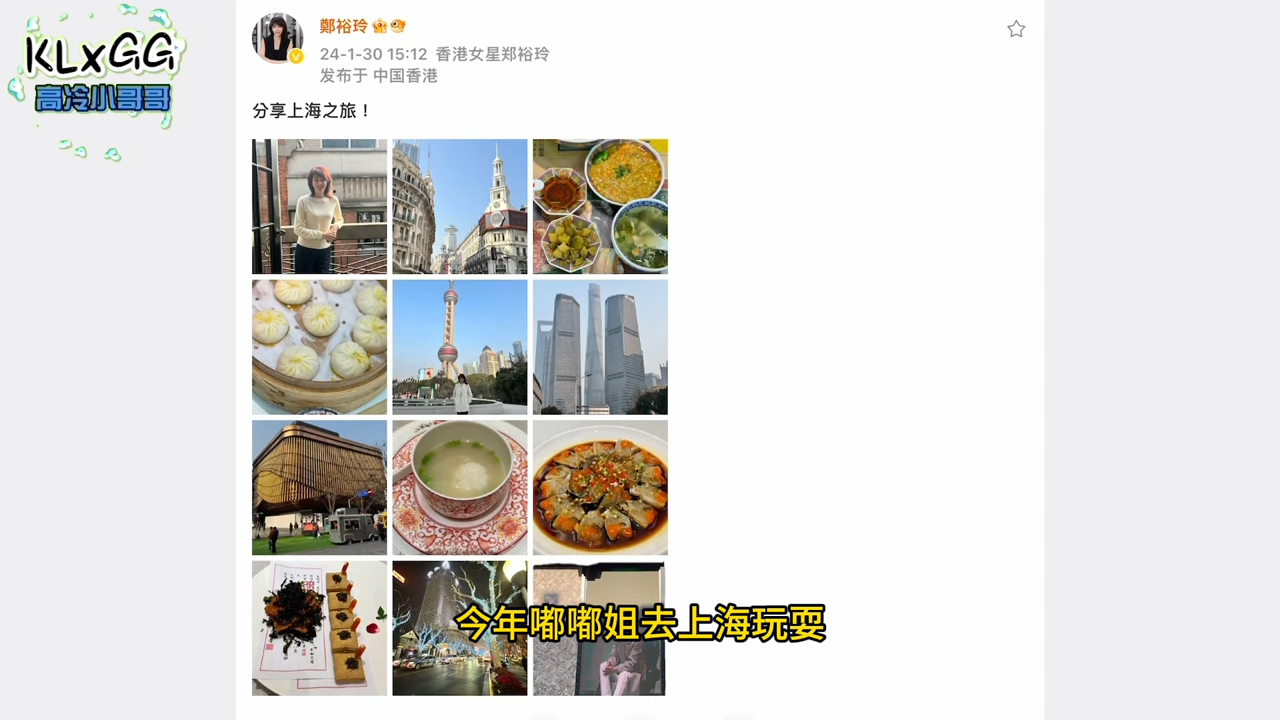 KLxGG
高冷小哥哥
鄭裕玲
24-1-30 15:12 香港女星郑裕玲
发布于 中国香港
分享上海之旅！
今年嘟嘟姐去上海玩耍